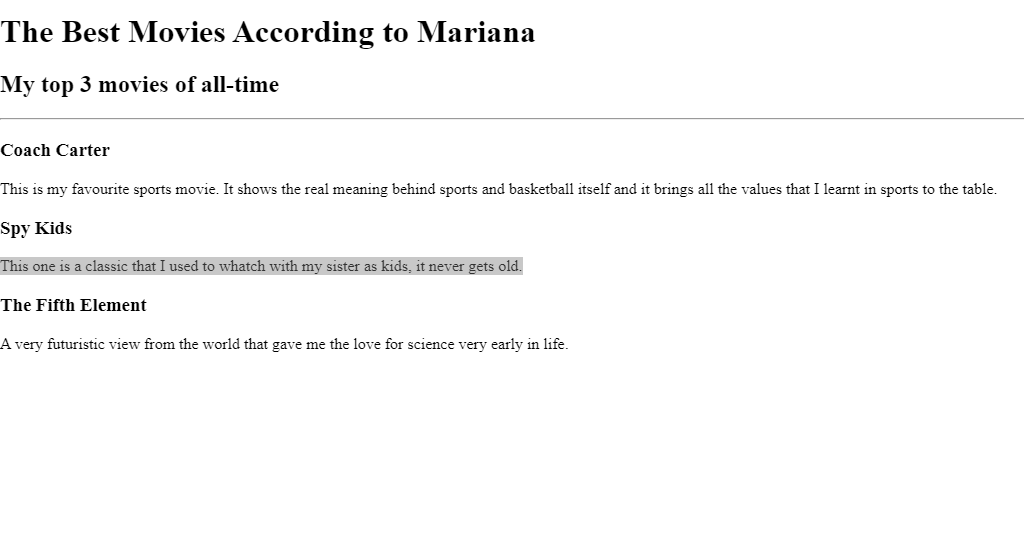 The Best Movies According to Mariana
My top 3 movies of all-time
Coach Carter
This is my favourite sports movie. It shows the real meaning behind sports and basketball itself and it brings all the values that I learnt in sports to the table.
Spy Kids
This one is a classic that I used to whatch with my sister as kids, it never gets old.
The Fifth Element
A very futuristic view from the world that gave me the love for science very early in life.